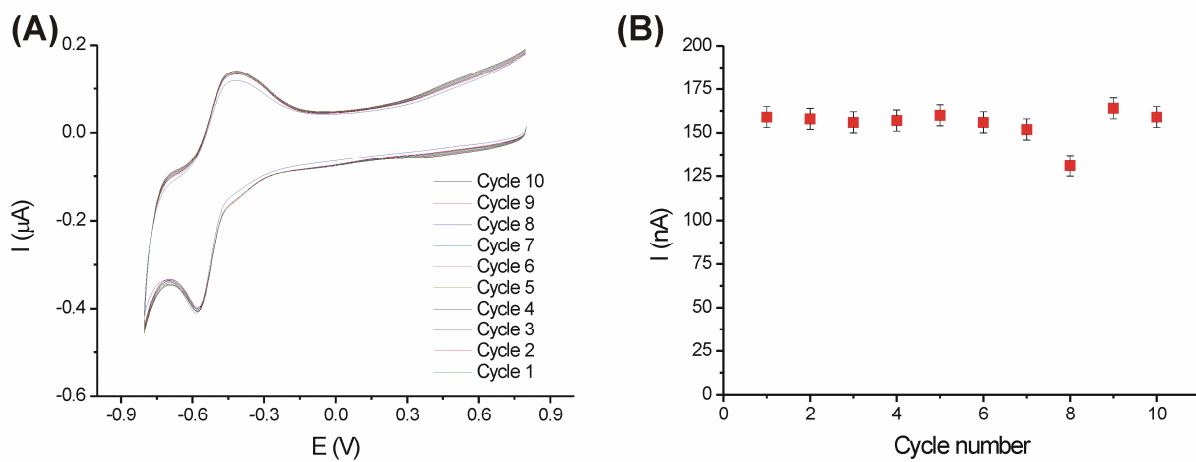 (A)
I (μA)
0.2
0.0
-0.2
-0.4
-0.6
Cycle 10
Cycle 9
Cycle 8
Cycle 7
Cycle 6
Cycle 5
Cycle 4
Cycle 3
Cycle 2
Cycle 1
-0.9 -0.6 -0.3 0.0 0.3 0.6 0.9
E (V)
(B)
I (nA)
200
175
150
125
100
75
50
25
0
0 2 4 6 8 10
Cycle number